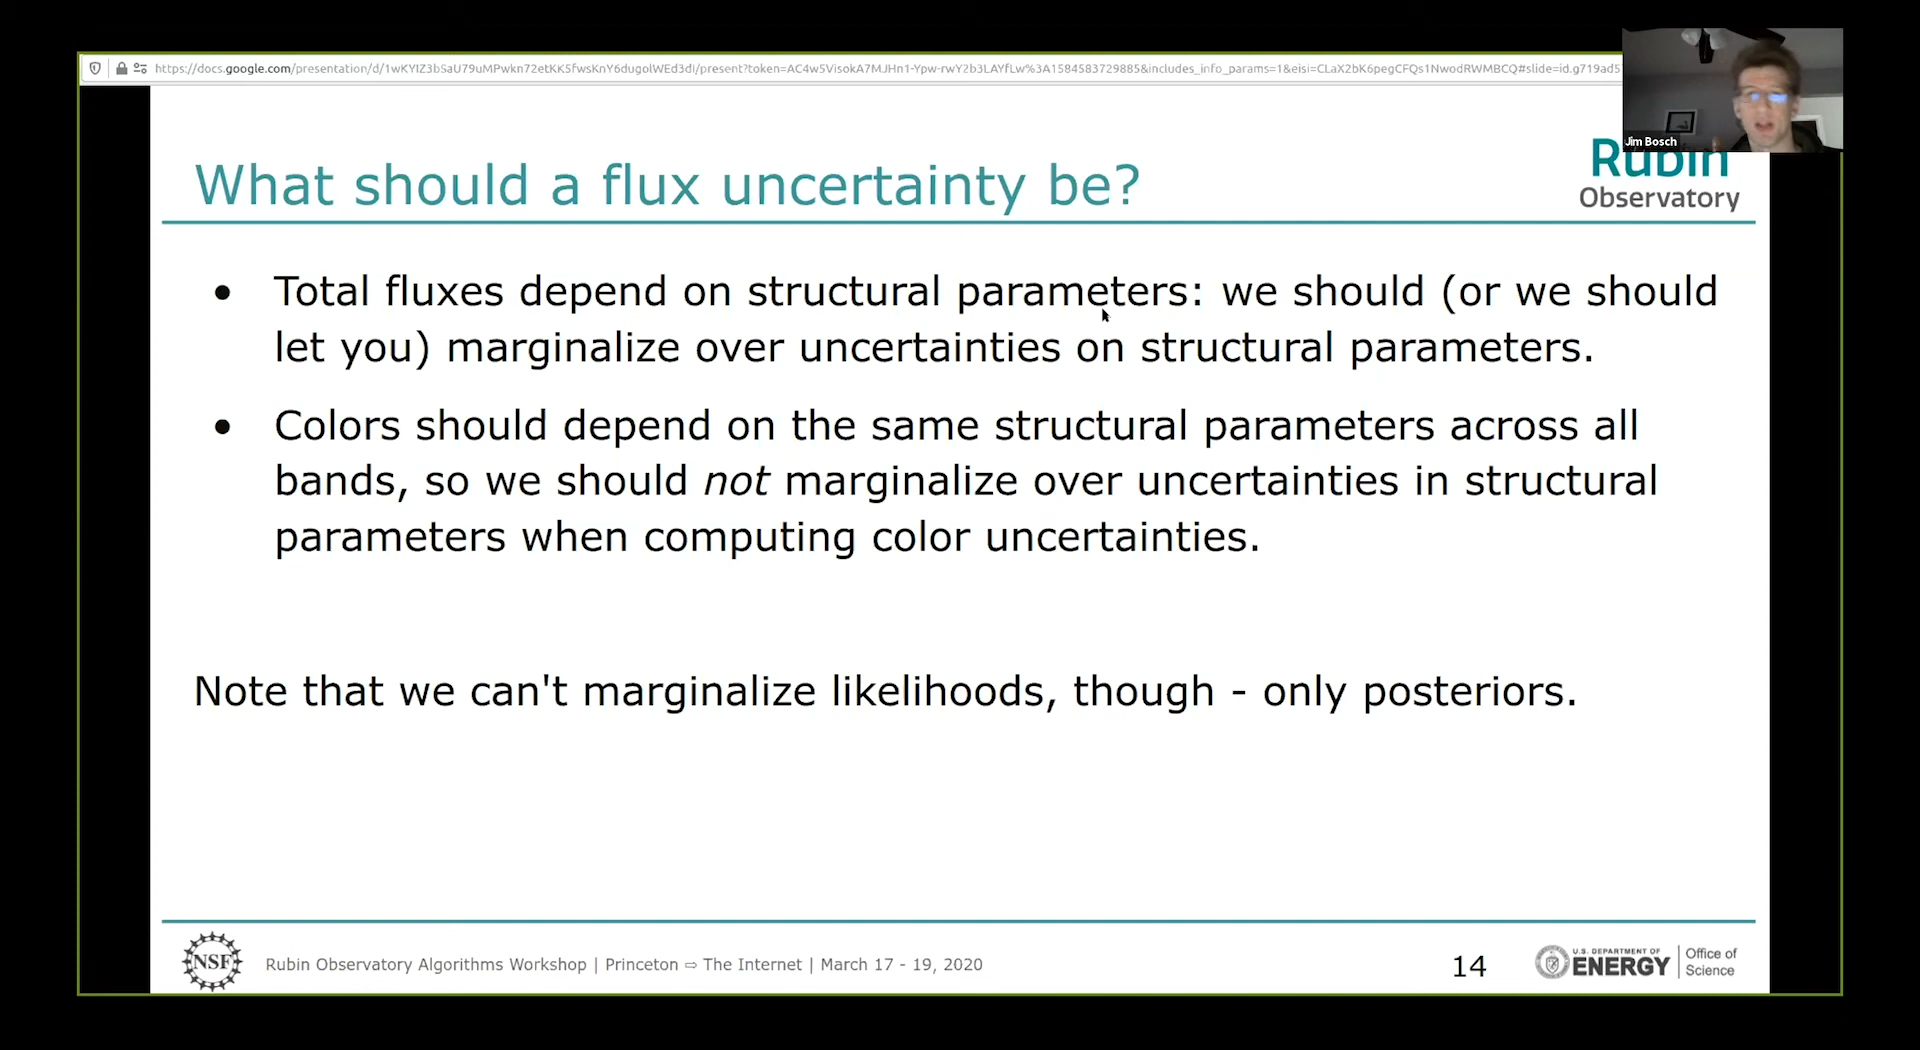 https://docs.google.com/presentation/d/1wKYIZ3bSaU79uMPwkn72etKK5fwsKnY6dugolWEd3dI/present?token=AC4w5VisokA7MJHn1-Ypw-rwY2b3LAYfLw%3A1584583729885&includes_info_params=1&eisi=CLaX2bK6pegCFQs1NwodRWMBCQ#slide=id.g719ad5
Jim Bosch
Rubin
Observatory
What should a flux uncertainty be?
● Total fluxes depend on structural parameters: we should (or we should
let you) marginalize over uncertainties on structural parameters.
● Colors should depend on the same structural parameters across all
bands, so we should not marginalize over uncertainties in structural
parameters when computing color uncertainties.
Note that we can't marginalize likelihoods, though - only posteriors.
NSF
Rubin Observatory Algorithms Workshop | Princeton ⇨ The Internet | March 17 - 19, 2020
14
U.S. DEPARTMENT OF
ENERGY
Office of
Science